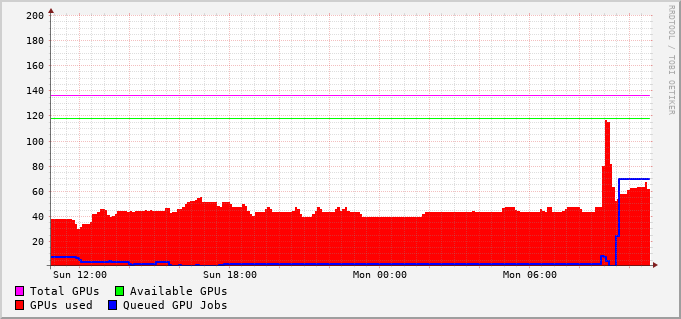 RRDTOOL / TOBI OETIKER
200
180
160
140
120
100
80
60
40
20
Sun 12:00 Sun 18:00 Mon 00:00 Mon 06:00
Total GPUs Available GPUs
GPUs used Queued GPU Jobs